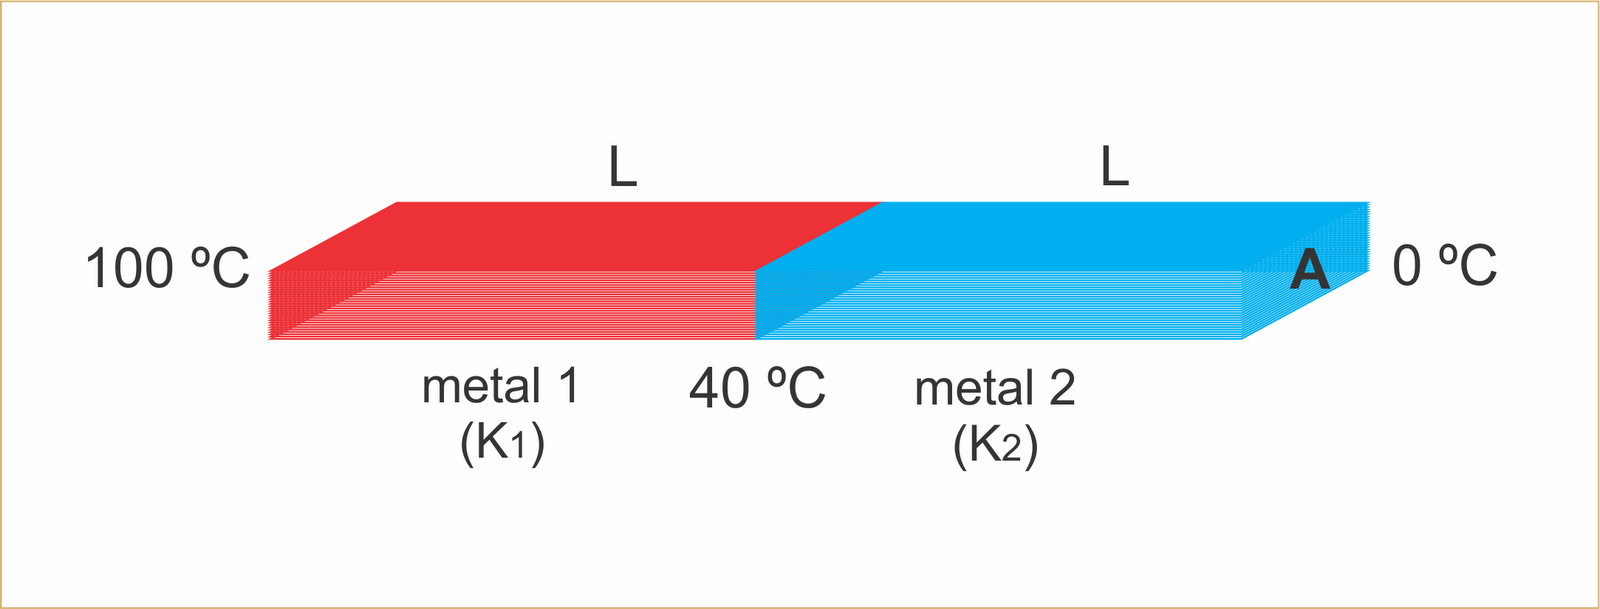 L
L
100 ºC
A
0 ºC
metal 1
(K1)
40 ºC
metal 2
(K2)